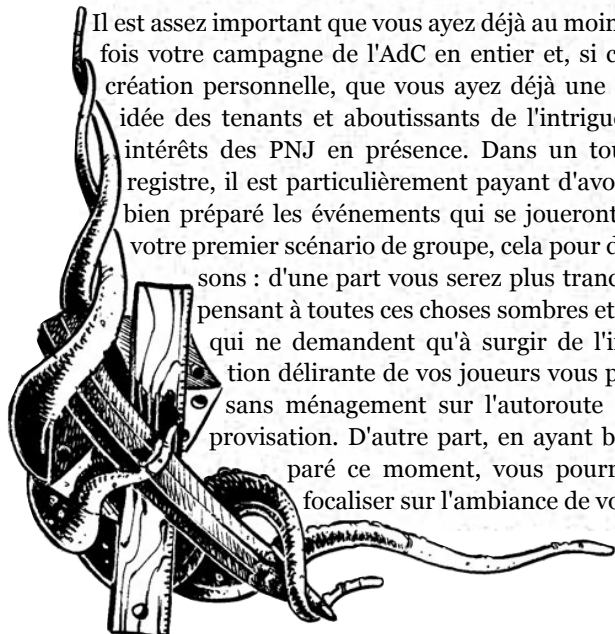 Il est assez important que vous ayez déjà au moin
fois votre campagne de l'AdC en entier et, si c
création personnelle, que vous ayez déjà une
idée des tenants et aboutissants de l'intrigue
intérêts des PNJ en présence. Dans un tou
registre, il est particulièrement payant d'avo
bien préparé les événements qui se joueront
votre premier scénario de groupe, cela pour d
sons : d'une part vous serez plus tranc
pensant à toutes ces choses sombres et
qui ne demandent qu'à surgir de l'i
tion délirante de vos joueurs vous p
sans ménagement sur l'autoroute
provisation. D'autre part, en ayant b
paré ce moment, vous pourr
focaliser sur l'ambiance de vo